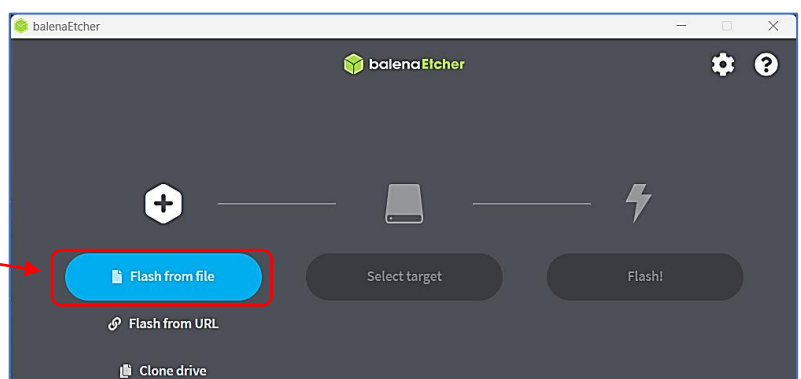 balenaEtcher
balenaEtcher
Flash from file
Select target
Flash!
Flash from URL
Clone drive